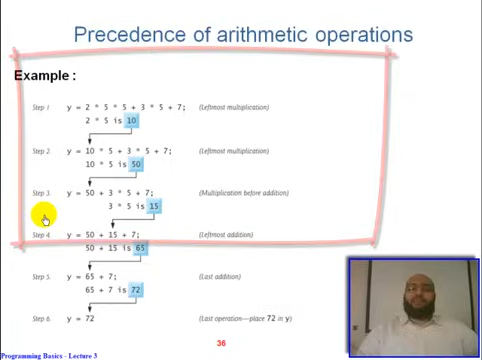 Precedence of arithmetic operations
Example :
Step 1. y = 2 * 5 * 5 + 3 * 5 + 7; (Leftmost multiplication)
2 * 5 is 10
Step 2. y = 10 * 5 + 3 * 5 + 7; (Leftmost multiplication)
10 * 5 is 50
Step 3. y = 50 + 3 * 5 + 7; (Multiplication before addition)
3 * 5 is 15
Step 4. y = 50 + 15 + 7; (Leftmost addition)
50 + 15 is 65
Step 5. y = 65 + 7; (Last addition)
65 + 7 is 72
Step 6. y = 72 (Last operation—place 72 in y)
36
Programming Basics - Lecture 3